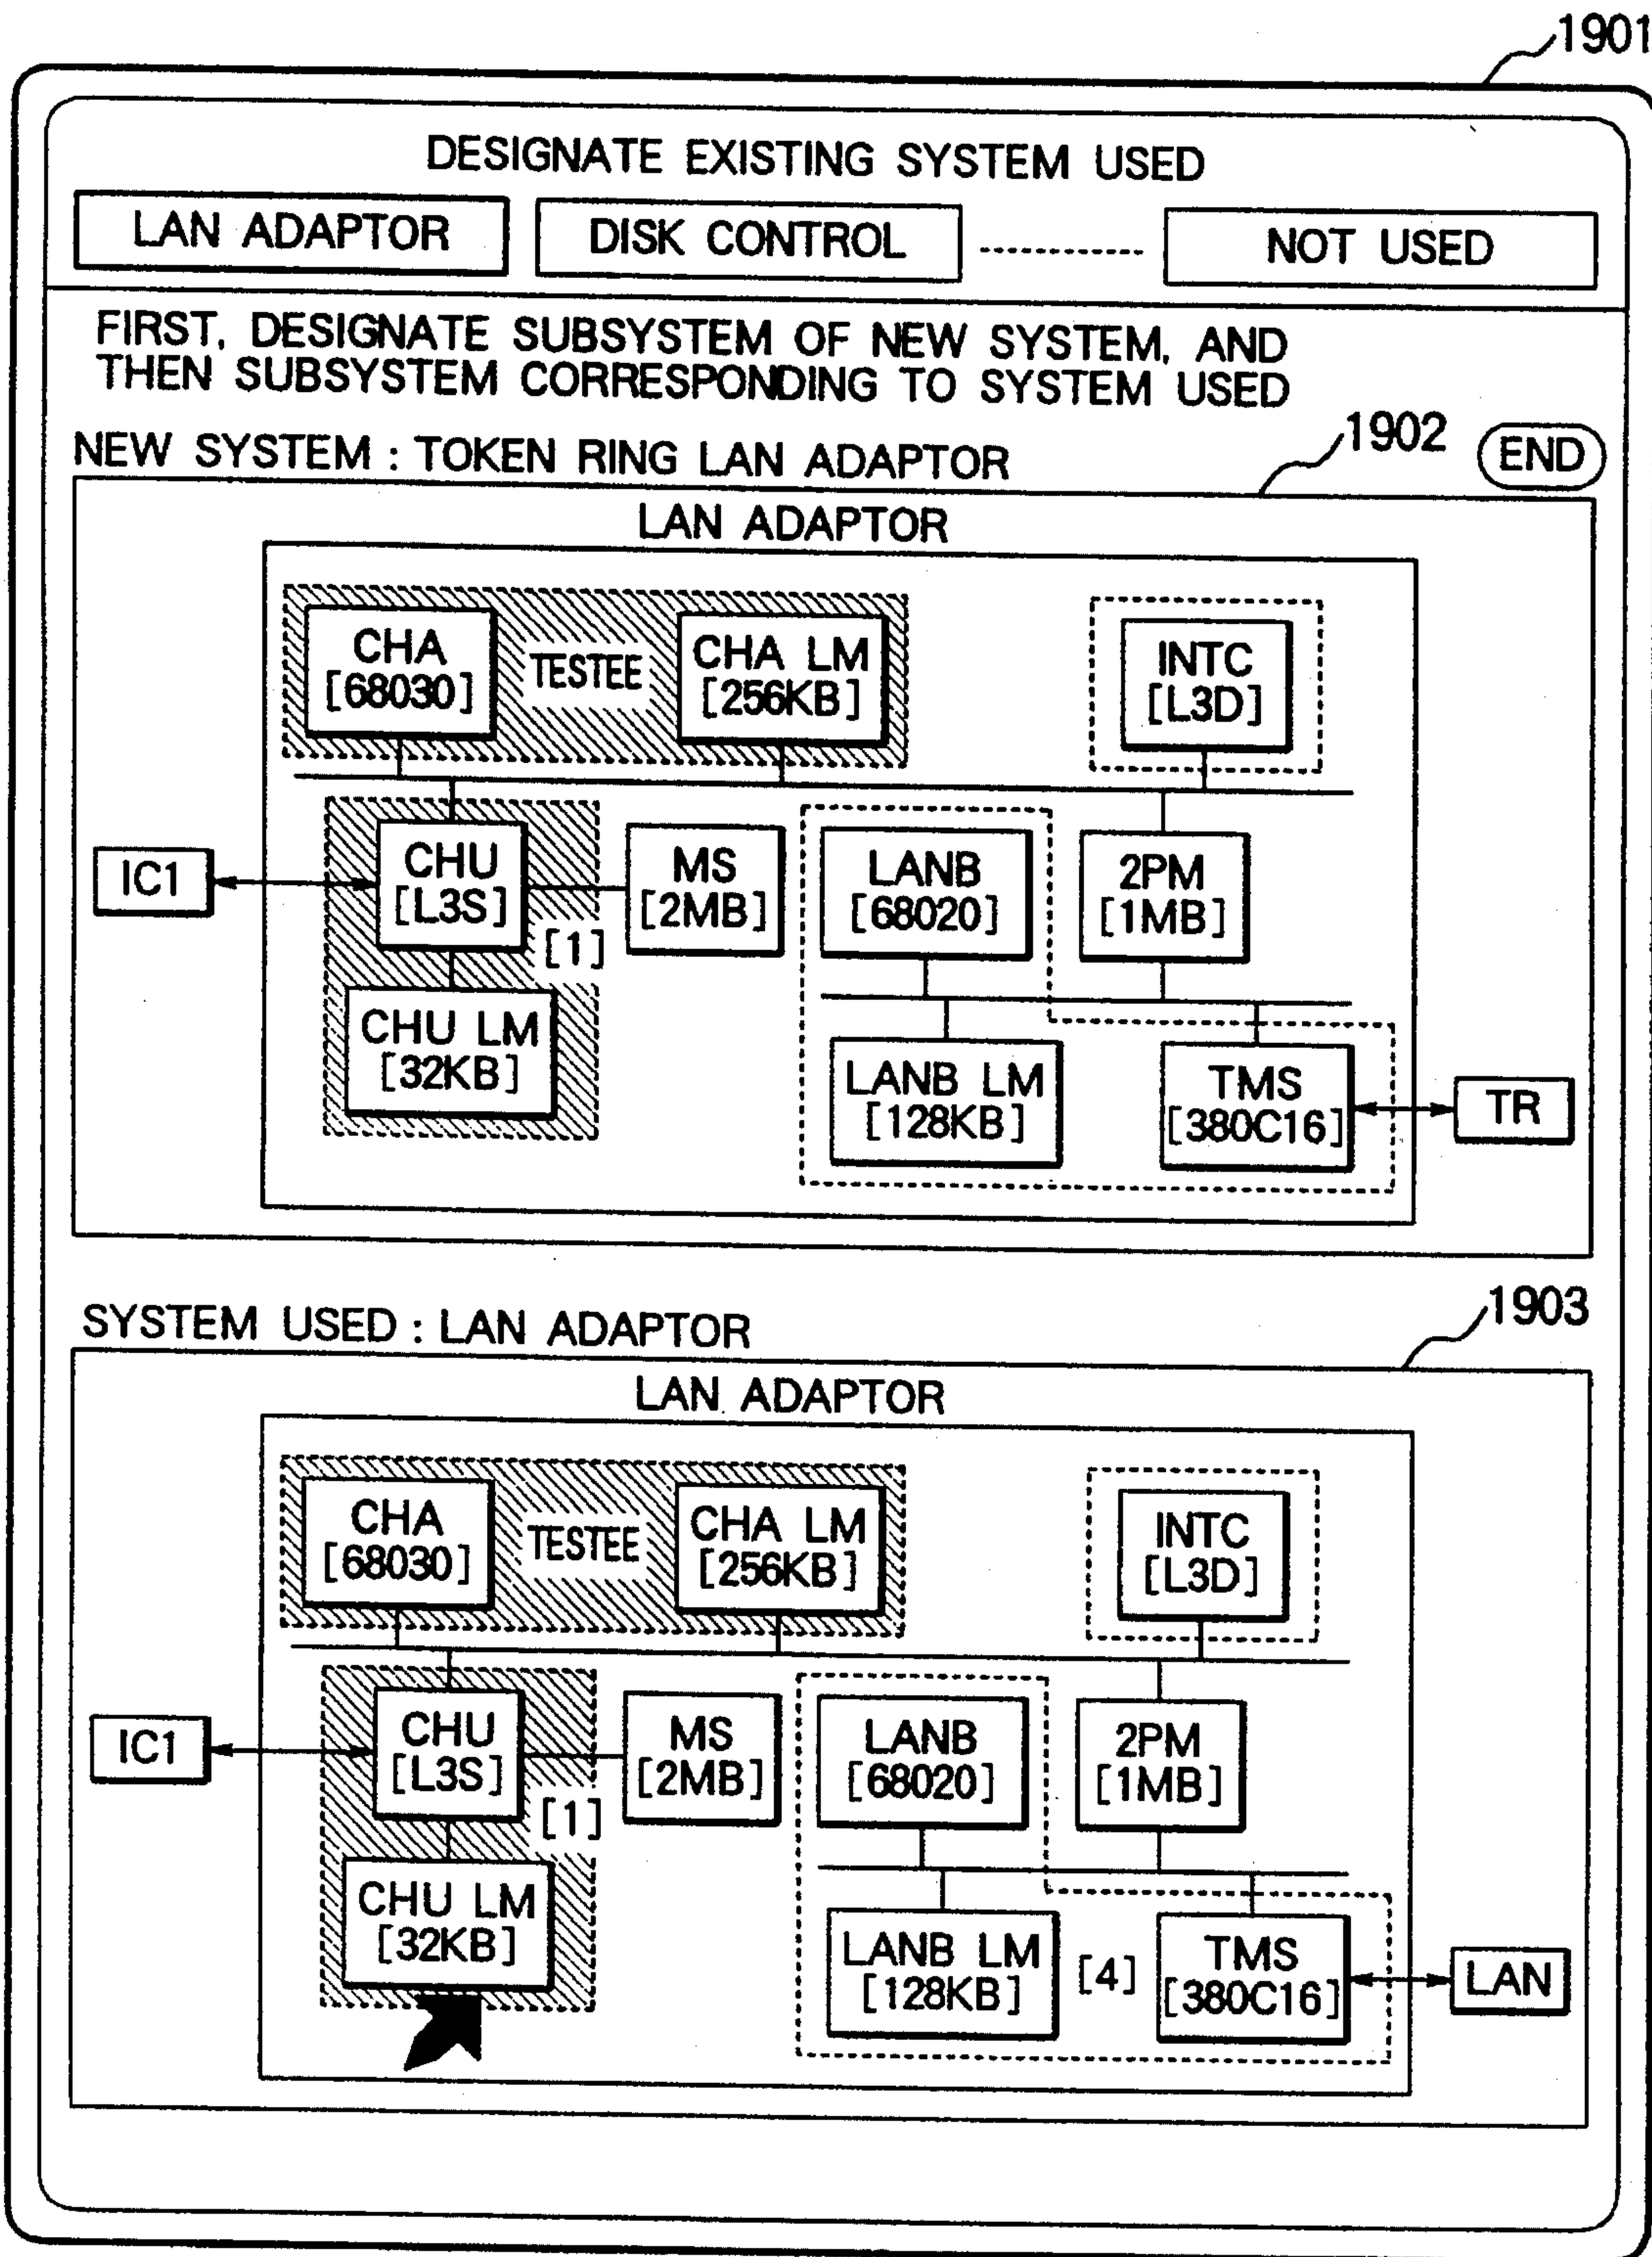 1901
DESIGNATE EXISTING SYSTEM USED
LAN ADAPTOR
DISK CONTROL
NOT USED
FIRST, DESIGNATE SUBSYSTEM OF NEW SYSTEM, AND
THEN SUBSYSTEM CORRESPONDING TO SYSTEM USED
1902
END
NEW SYSTEM : TOKEN RING LAN ADAPTOR
LAN ADAPTOR
CHA
[68030]
TESTEE
CHA LM
[256KB]
INTC
[L3D]
IC1
CHU
[L3S]
[1]
MS
[2MB]
LANB
[68020]
2PM
[1MB]
CHU LM
[32KB]
LANB LM
[128KB]
TMS
[380C16]
TR
1903
SYSTEM USED : LAN ADAPTOR
LAN ADAPTOR
CHA
[68030]
TESTEE
CHA LM
[256KB]
INTC
[L3D]
IC1
CHU
[L3S]
[1]
MS
[2MB]
LANB
[68020]
2PM
[1MB]
CHU LM
[32KB]
LANB LM
[128KB]
[4]
TMS
[380C16]
LAN